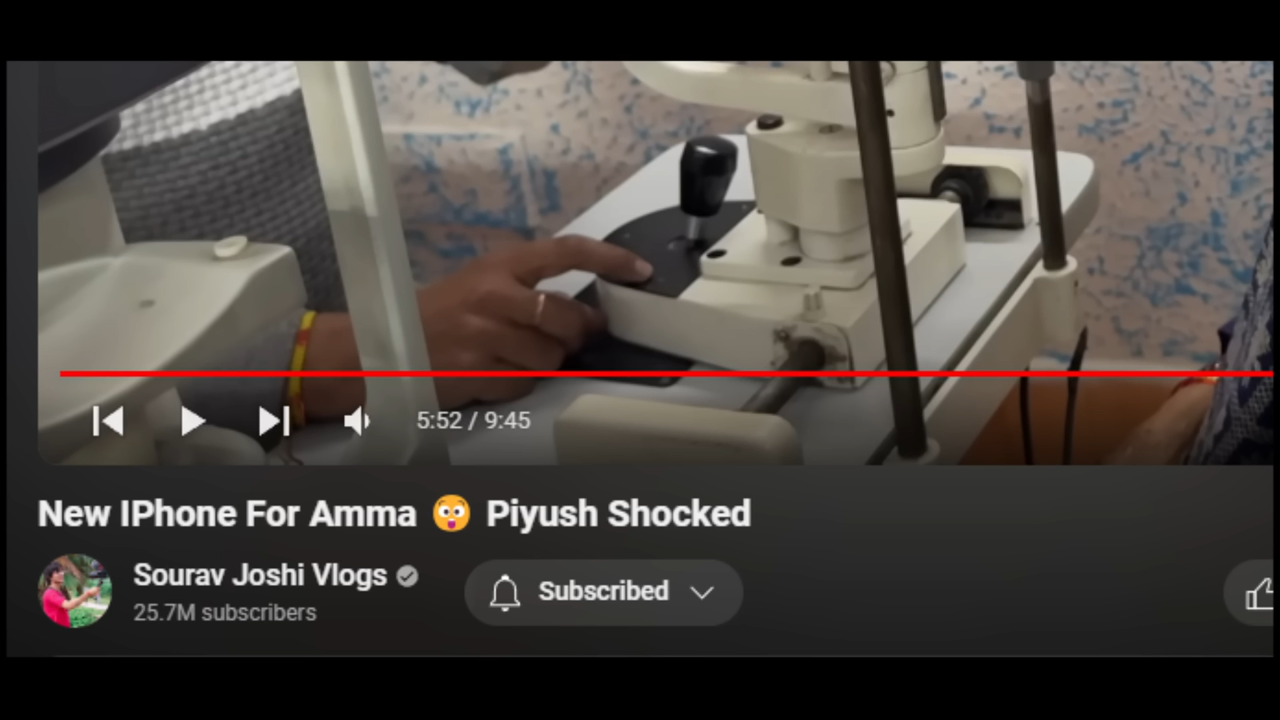 5:52 / 9:45
New IPhone For Amma 😲 Piyush Shocked
Sourav Joshi Vlogs
Subscribed
25.7M subscribers